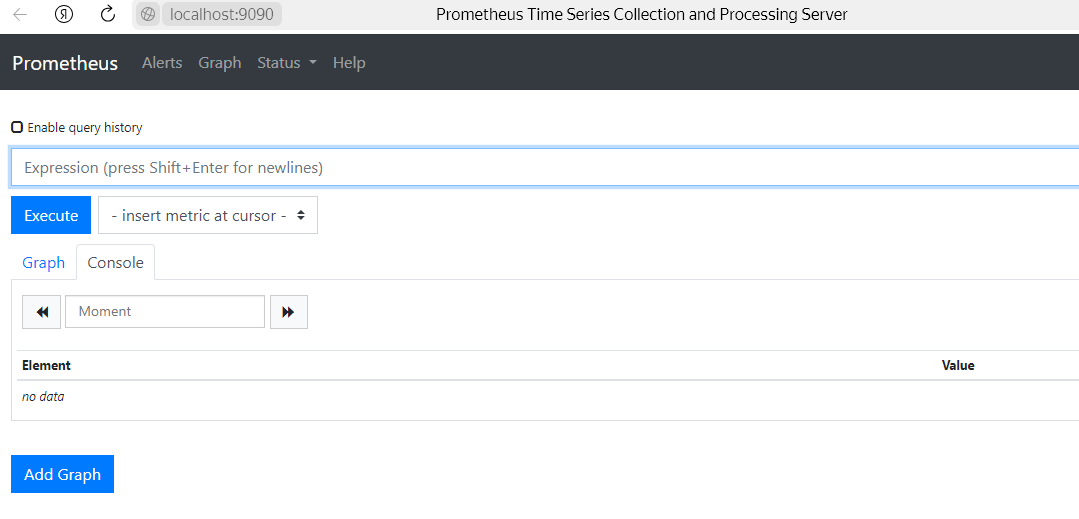 Я localhost:9090 Prometheus Time Series Collection and Processing Server
Prometheus Alerts Graph Status Help
Enable query history
Expression (press Shift+Enter for newlines)
Execute - insert metric at cursor -
Graph Console
Moment
Element Value
no data
Add Graph